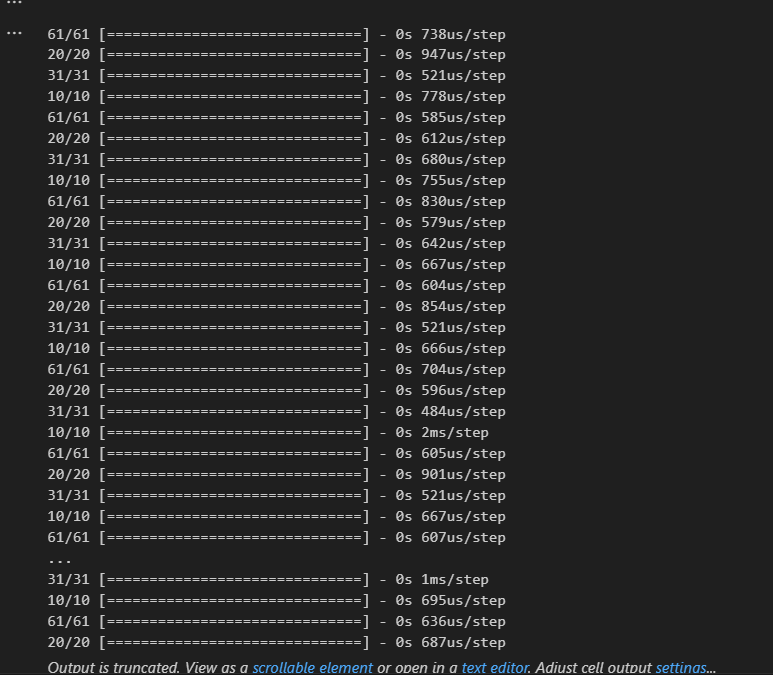 ...
... 61/61 [==============================] - 0s 738us/step
20/20 [==============================] - 0s 947us/step
31/31 [==============================] - 0s 521us/step
10/10 [==============================] - 0s 778us/step
61/61 [==============================] - 0s 585us/step
20/20 [==============================] - 0s 612us/step
31/31 [==============================] - 0s 680us/step
10/10 [==============================] - 0s 755us/step
61/61 [==============================] - 0s 830us/step
20/20 [==============================] - 0s 579us/step
31/31 [==============================] - 0s 642us/step
10/10 [==============================] - 0s 667us/step
61/61 [==============================] - 0s 604us/step
20/20 [==============================] - 0s 854us/step
31/31 [==============================] - 0s 521us/step
10/10 [==============================] - 0s 666us/step
61/61 [==============================] - 0s 704us/step
20/20 [==============================] - 0s 596us/step
31/31 [==============================] - 0s 484us/step
10/10 [==============================] - 0s 2ms/step
61/61 [==============================] - 0s 605us/step
20/20 [==============================] - 0s 901us/step
31/31 [==============================] - 0s 521us/step
10/10 [==============================] - 0s 667us/step
61/61 [==============================] - 0s 607us/step
...
31/31 [==============================] - 0s 1ms/step
10/10 [==============================] - 0s 695us/step
61/61 [==============================] - 0s 636us/step
20/20 [==============================] - 0s 687us/step
Output is truncated. View as a scrollable element or open in a text editor. Adjust cell output settings...